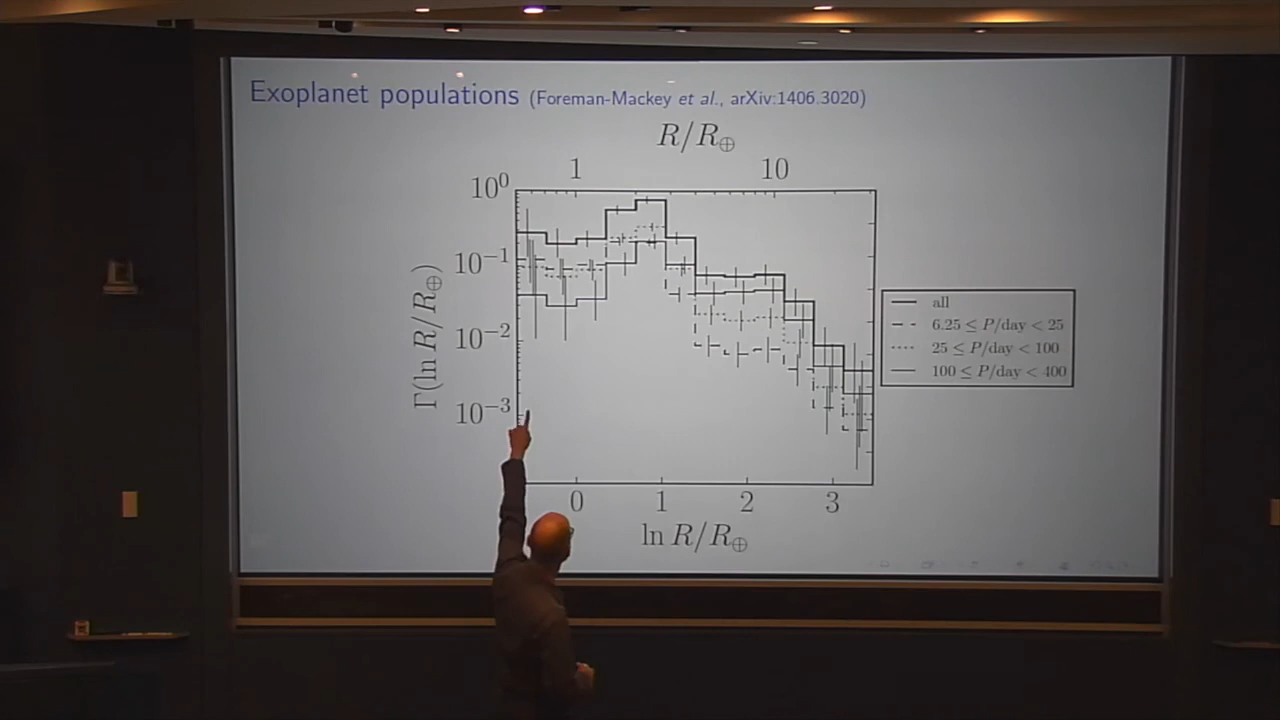 Exoplanet populations (Foreman-Mackey et al., arXiv:1406.3020)
R/R⊕
1 10
10⁰
10⁻¹
10⁻²
10⁻³
Γ(ln R/R⊕)
0 1 2 3
ln R/R⊕
all
6.25 ≤ P/day < 25
25 ≤ P/day < 100
100 ≤ P/day < 400